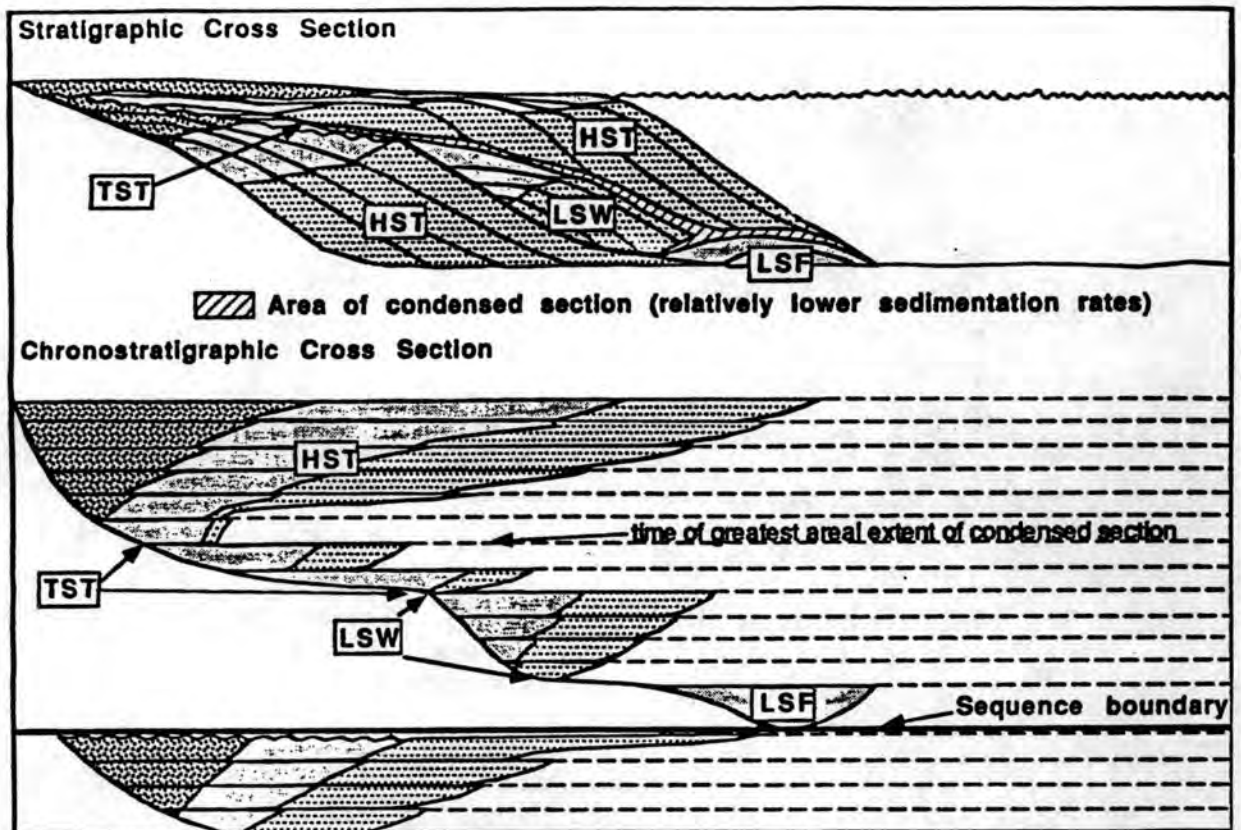 Stratigraphic Cross Section
HST
TST
HST
LSW
LSF
Area of condensed section (relatively lower sedimentation rates)
Chronostratigraphic Cross Section
HST
time of greatest areal extent of condensed section
TST
LSW
LSF
Sequence boundary